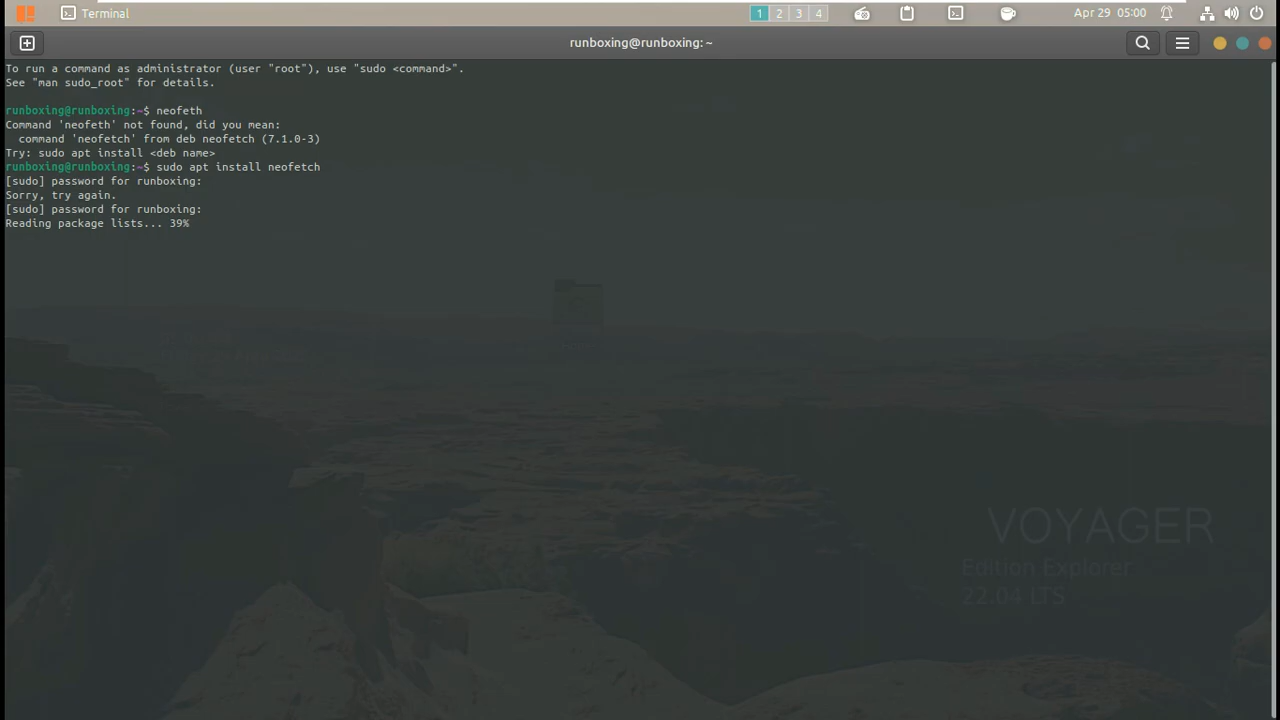 Terminal
1 2 3 4
Apr 29 05:00
runboxing@runboxing: ~
To run a command as administrator (user "root"), use "sudo <command>".
See "man sudo_root" for details.
runboxing@runboxing:~$ neofeth
Command 'neofeth' not found, did you mean:
command 'neofetch' from deb neofetch (7.1.0-3)
Try: sudo apt install <deb name>
runboxing@runboxing:~$ sudo apt install neofetch
[sudo] password for runboxing:
Sorry, try again.
[sudo] password for runboxing:
Reading package lists... 39%
VOYAGER
Edition Explorer
22.04 LTS